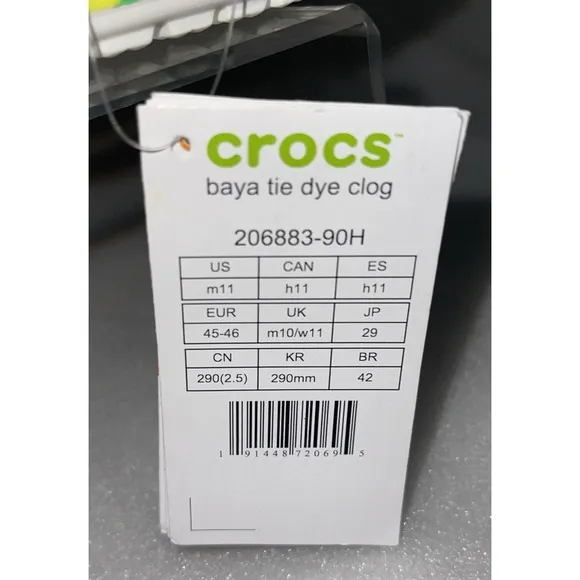 crocs™
baya tie dye clog
206883-90H
US CAN ES
m11 h11 h11
EUR UK JP
45-46 m10/w11 29
CN KR BR
290(2.5) 290mm 42
1 91448 72069 5